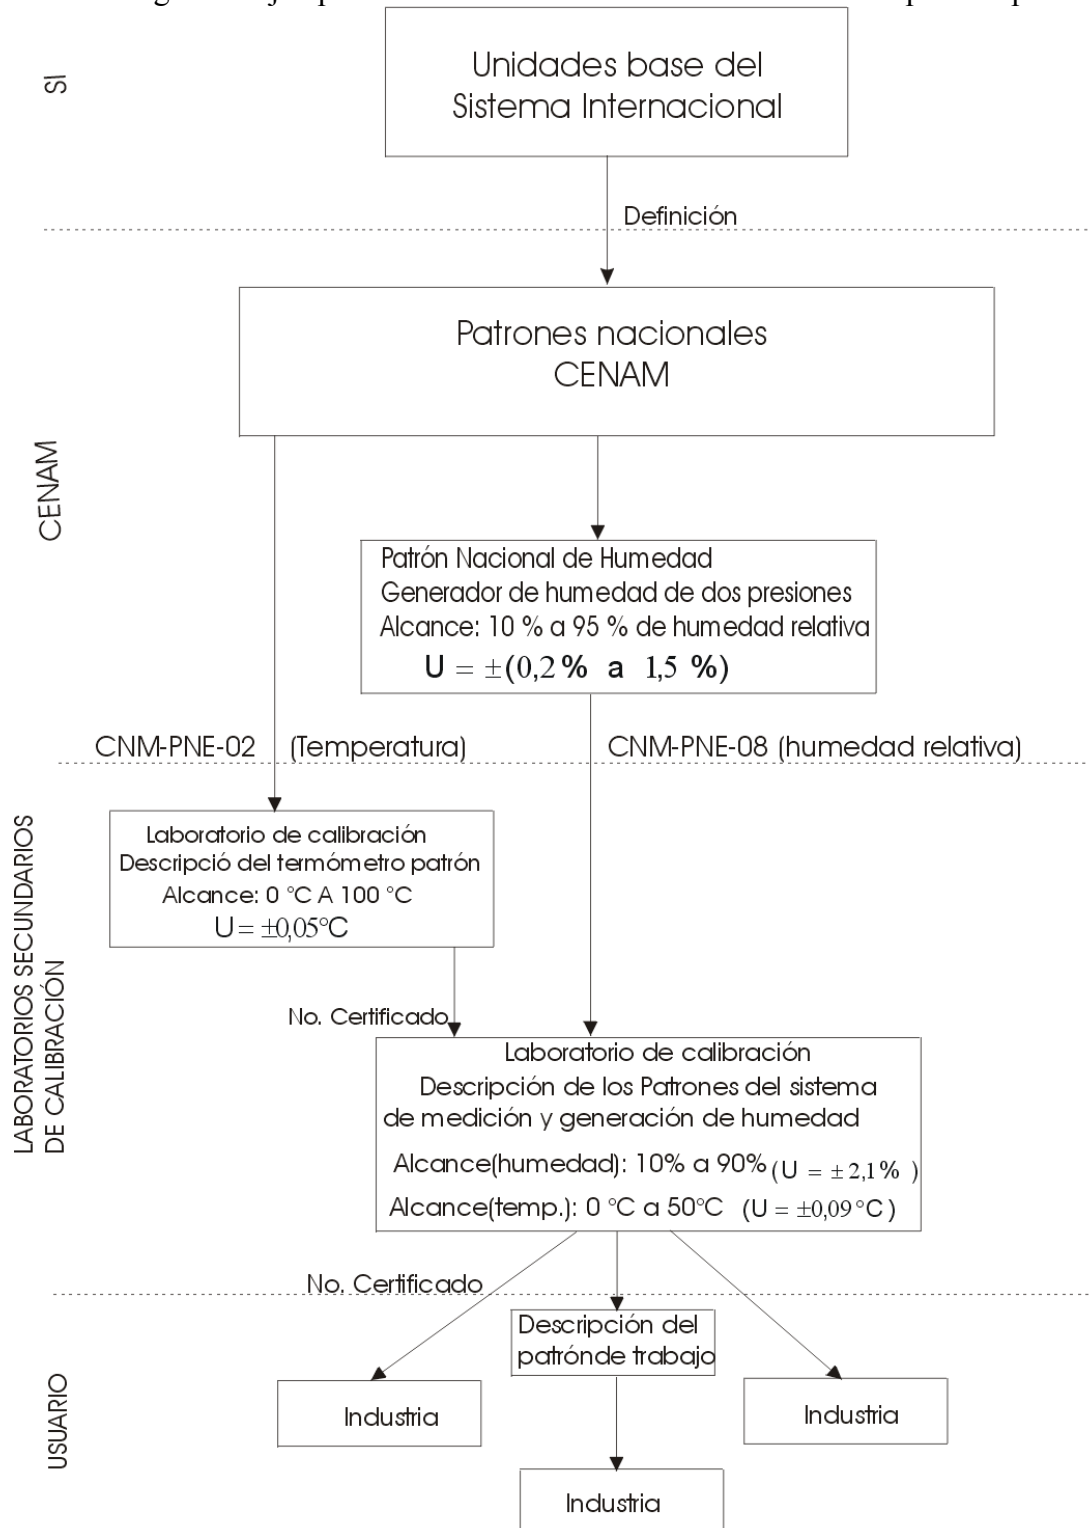 SI
Unidades base del
Sistema Internacional
Definición
CENAM
Patrones nacionales
CENAM
Patrón Nacional de Humedad
Generador de humedad de dos presiones
Alcance: 10 % a 95 % de humedad relativa
U = ±(0,2 % a 1,5 %)
CNM-PNE-02 (Temperatura)
CNM-PNE-08 (humedad relativa)
LABORATORIOS SECUNDARIOS
DE CALIBRACIÓN
Laboratorio de calibración
Descripció del termómetro patrón
Alcance: 0 °C A 100 °C
U = ±0,05°C
No. Certificado
Laboratorio de calibración
Descripción de los Patrones del sistema
de medición y generación de humedad
Alcance(humedad): 10% a 90% (U = ± 2,1% )
Alcance(temp.): 0 °C a 50°C (U = ±0,09 °C)
No. Certificado
USUARIO
Descripción del
patrónde trabajo
Industria
Industria
Industria